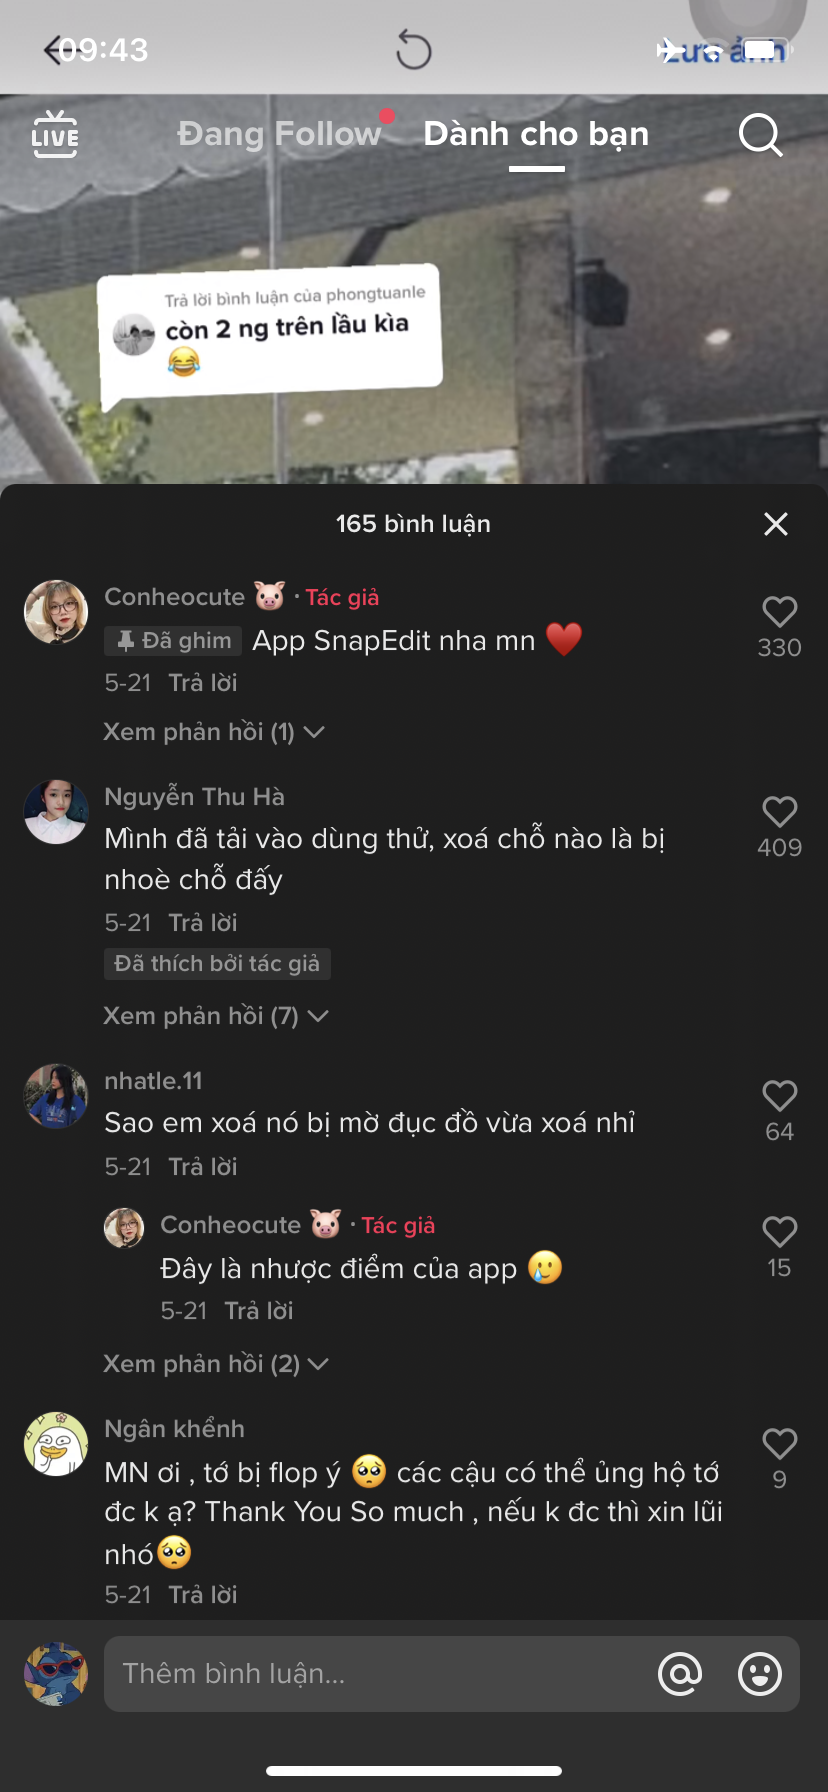 09:43
Lưu ảnh
LIVE
Đang Follow
Dành cho bạn
Trả lời bình luận của phongtuanle
còn 2 ng trên lầu kìa
😂
165 bình luận
Conheocute 🐷 · Tác giả
Đã ghim App SnapEdit nha mn ♥️
330
5-21 Trả lời
Xem phản hồi (1)
Nguyễn Thu Hà
Mình đã tải vào dùng thử, xoá chỗ nào là bị
nhoè chỗ đấy
409
5-21 Trả lời
Đã thích bởi tác giả
Xem phản hồi (7)
nhatle.11
Sao em xoá nó bị mờ đục đồ vừa xoá nhỉ
64
5-21 Trả lời
Conheocute 🐷 · Tác giả
Đây là nhược điểm của app 🥲
15
5-21 Trả lời
Xem phản hồi (2)
Ngân khểnh
MN ơi , tớ bị flop ý 🥺 các cậu có thể ủng hộ tớ
đc k ạ? Thank You So much , nếu k đc thì xin lũi
nhó🥺
9
5-21 Trả lời
Thêm bình luận...